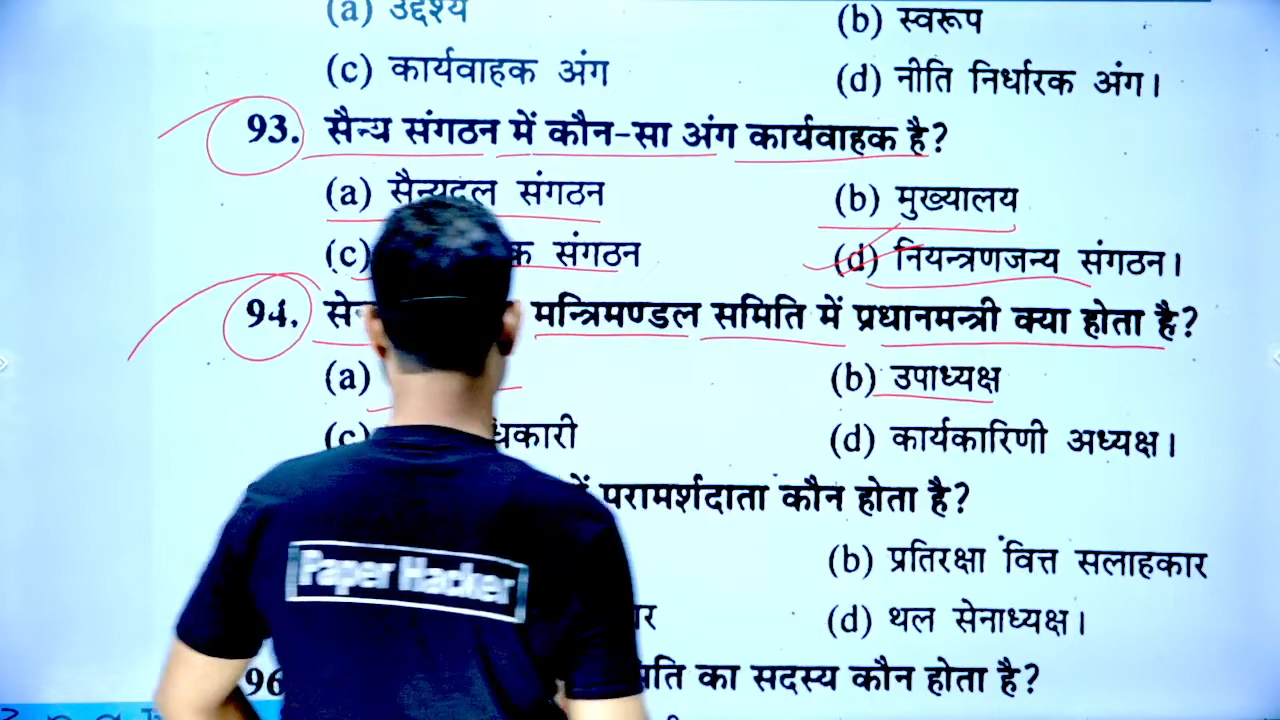 (a) उद्देश्य (b) स्वरूप
(c) कार्यवाहक अंग (d) नीति निर्धारक अंग।
93. सैन्य संगठन में कौन-सा अंग कार्यवाहक है?
(a) सैन्यदल संगठन (b) मुख्यालय
(c) क संगठन (d) नियन्त्रणजन्य संगठन।
94. से मन्त्रिमण्डल समिति में प्रधानमन्त्री क्या होता है?
(a) (b) उपाध्यक्ष
(c) धिकारी (d) कार्यकारिणी अध्यक्ष।
में परामर्शदाता कौन होता है?
(b) प्रतिरक्षा वित्त सलाहकार
ार (d) थल सेनाध्यक्ष।
96 मिति का सदस्य कौन होता है?
Paper Hacker